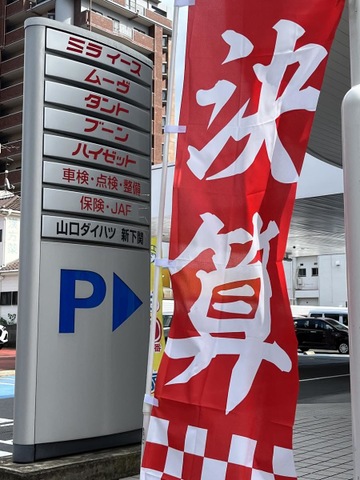 ミライース
ムーヴ
タント
ブーン
ハイゼット
車検・点検・整備
保険・JAF
山口ダイハツ 新下関
P
決算